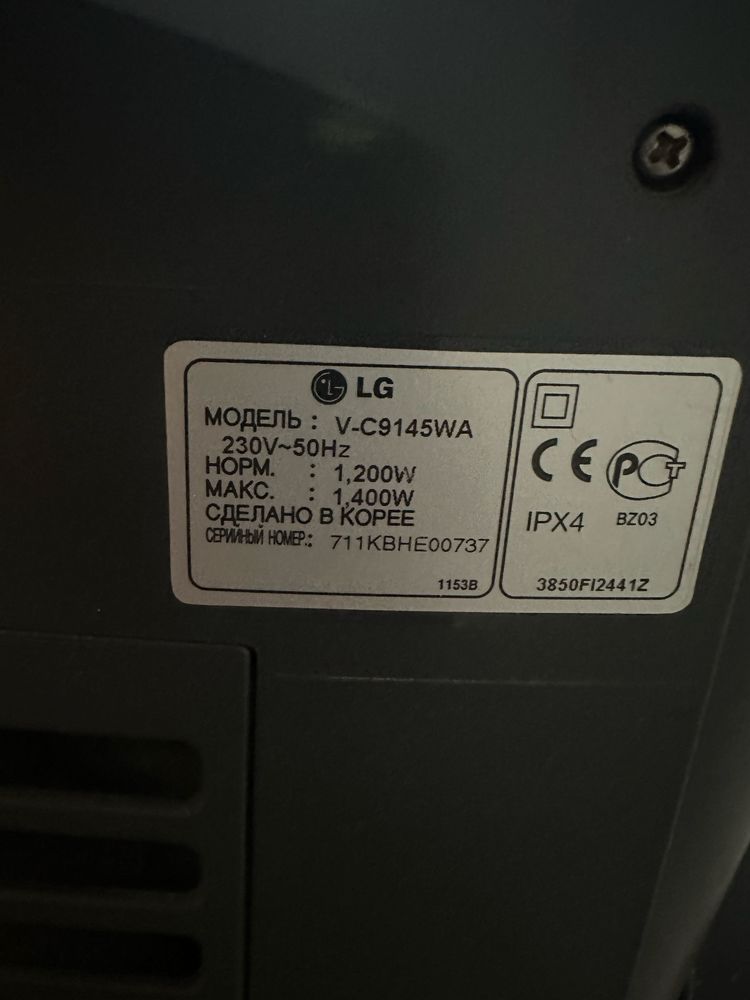 LG
МОДЕЛЬ : V-C9145WA
230V~50Hz
НОРМ. : 1,200W
МАКС. : 1,400W
СДЕЛАНО В КОРЕЕ
СЕРИЙНЫЙ НОМЕР.: 711KBHE00737
1153B
CE РСТ
IPX4 BZ03
3850FI2441Z